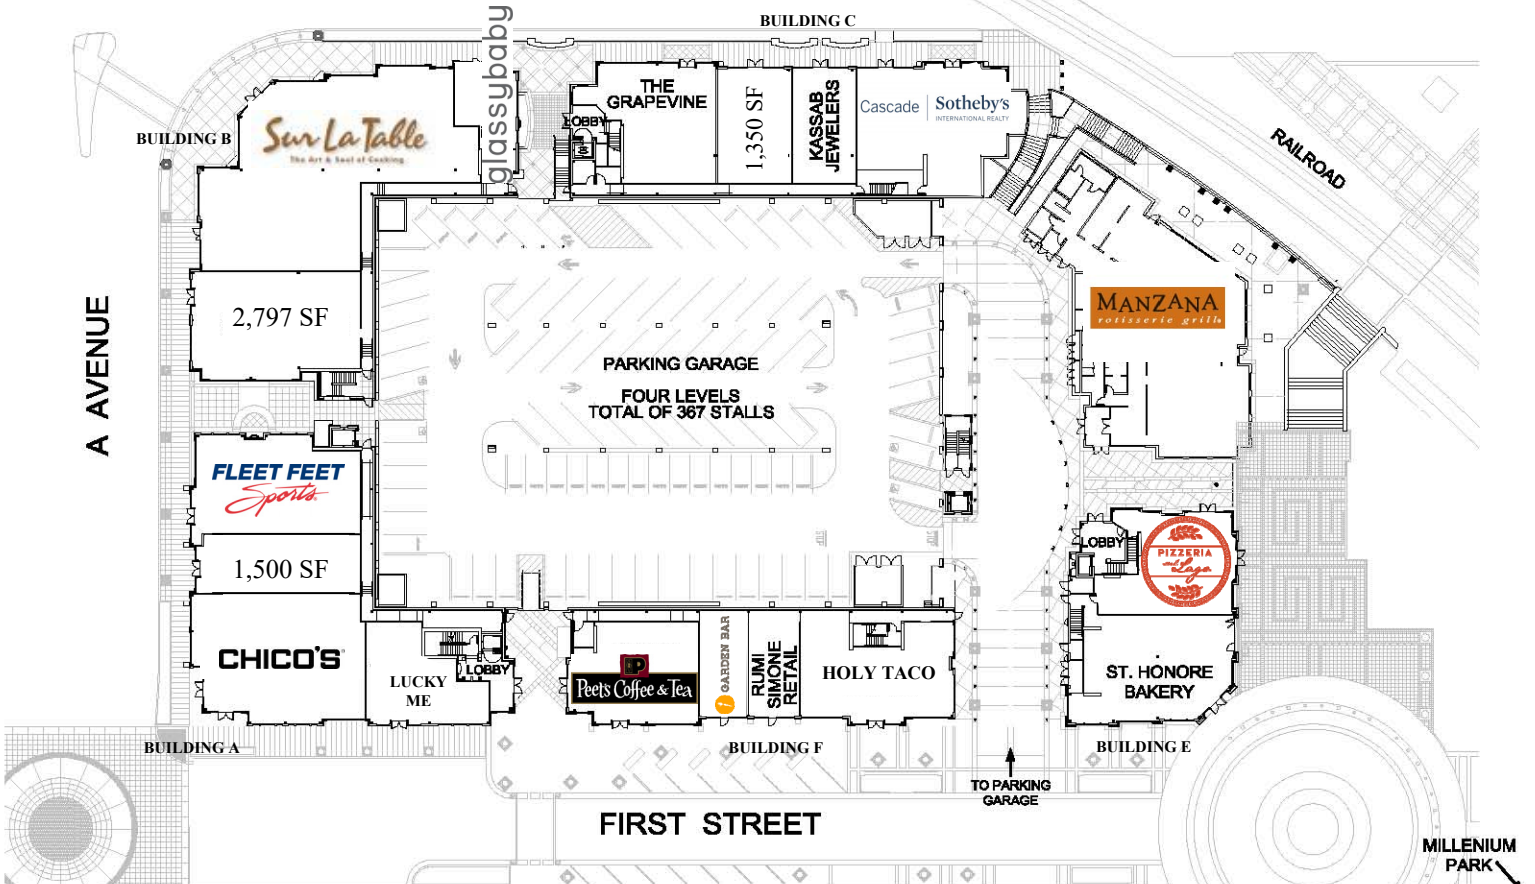 BUILDING C
glassybaby
BUILDING B
Sur La Table
The Art & Soul of Cooking
THE
GRAPEVINE
LOBBY
1,350 SF
KASSAB
JEWELERS
Cascade
Sotheby's
INTERNATIONAL REALTY
RAILROAD
A AVENUE
2,797 SF
MANZANA
rotisserie grill
PARKING GARAGE
FOUR LEVELS
TOTAL OF 367 STALLS
FLEET FEET
Sports
1,500 SF
LOBBY
PIZZERIA
sul Lago
CHICO'S
LUCKY
ME
LOBBY
Peet's Coffee & Tea
GARDEN BAR
RUMI
SIMONE
RETAIL
HOLY TACO
ST. HONORE
BAKERY
BUILDING A
BUILDING F
BUILDING E
TO PARKING
GARAGE
FIRST STREET
MILLENIUM
PARK